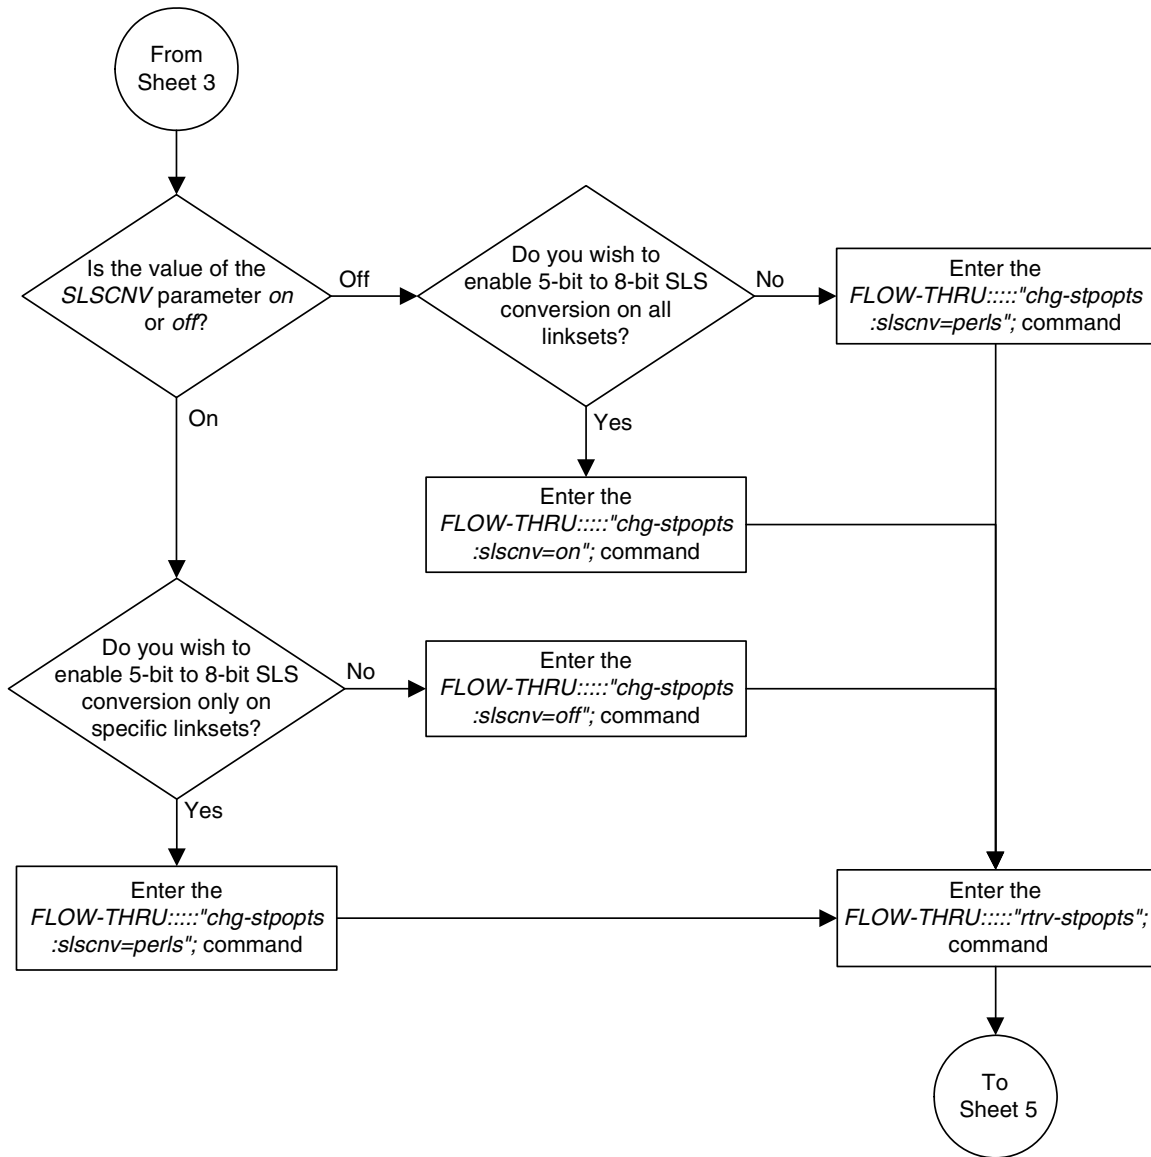 From
Sheet 3
Is the value of the
SLSCNV parameter on
or off?
Off
Do you wish to
enable 5-bit to 8-bit SLS
conversion on all
linksets?
No
Enter the
FLOW-THRU:::::"chg-stpopts
:slscnv=perls"; command
On
Yes
Enter the
FLOW-THRU:::::"chg-stpopts
:slscnv=on"; command
Do you wish to
enable 5-bit to 8-bit SLS
conversion only on
specific linksets?
No
Enter the
FLOW-THRU:::::"chg-stpopts
:slscnv=off"; command
Yes
Enter the
FLOW-THRU:::::"chg-stpopts
:slscnv=perls"; command
Enter the
FLOW-THRU:::::"rtrv-stpopts";
command
To
Sheet 5